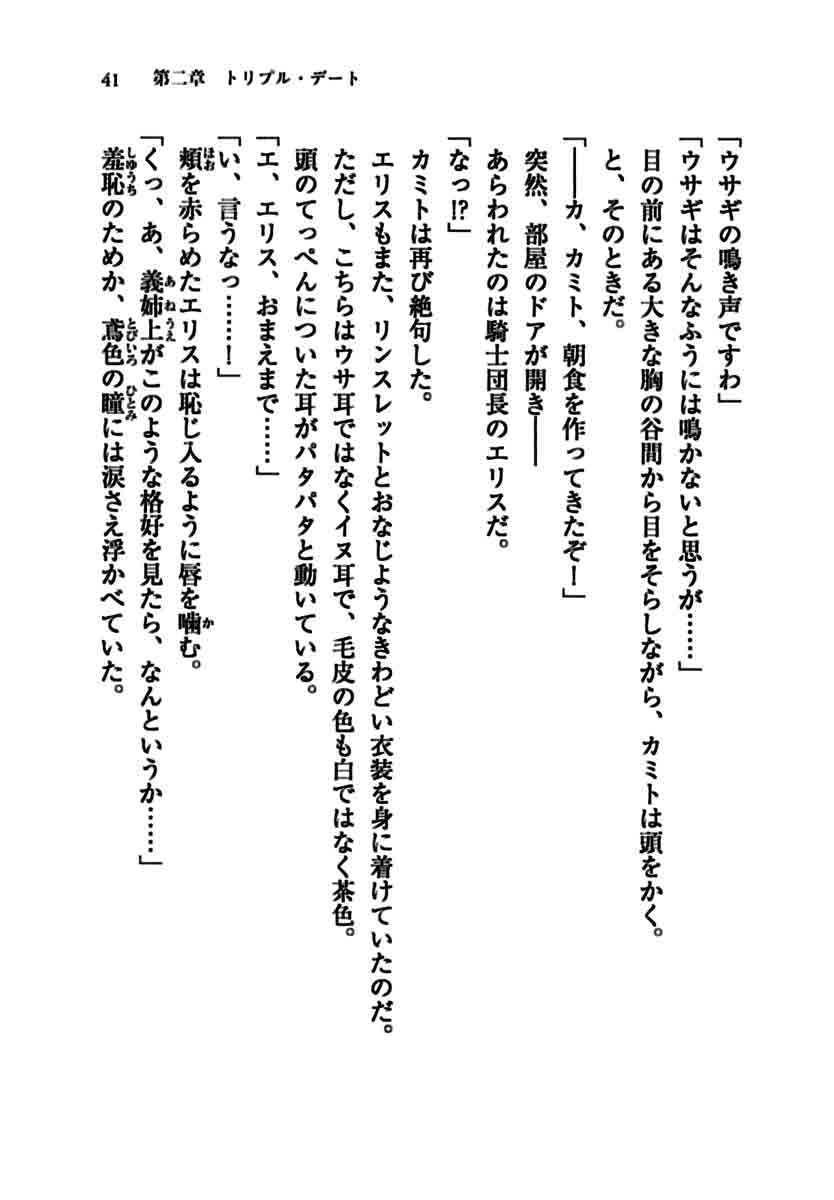 41 第二章 トリプル・デート
「ウサギの鳴き声ですわ」
「ウサギはそんなふうには鳴かないと思うが……」
目の前にある大きな胸の谷間から目をそらしながら、カミトは頭をかく。
と、そのときだ。
「――カ、カミト、朝食を作ってきたぞ！」
突然、部屋のドアが開き――
あらわれたのは騎士団長のエリスだ。
「なっ!?」
カミトは再び絶句した。
エリスもまた、リンスレットとおなじようなきわどい衣装を身に着けていたのだ。
ただし、こちらはウサ耳ではなくイヌ耳で、毛皮の色も白ではなく茶色。
頭のてっぺんについた耳がパタパタと動いている。
「エ、エリス、おまえまで……」
「い、言うなっ……！」
頬を赤らめたエリスは恥じ入るように唇を噛む。
「くっ、あ、義姉上がこのような格好を見たら、なんというか……」
羞恥のためか、鳶色の瞳には涙さえ浮かべていた。